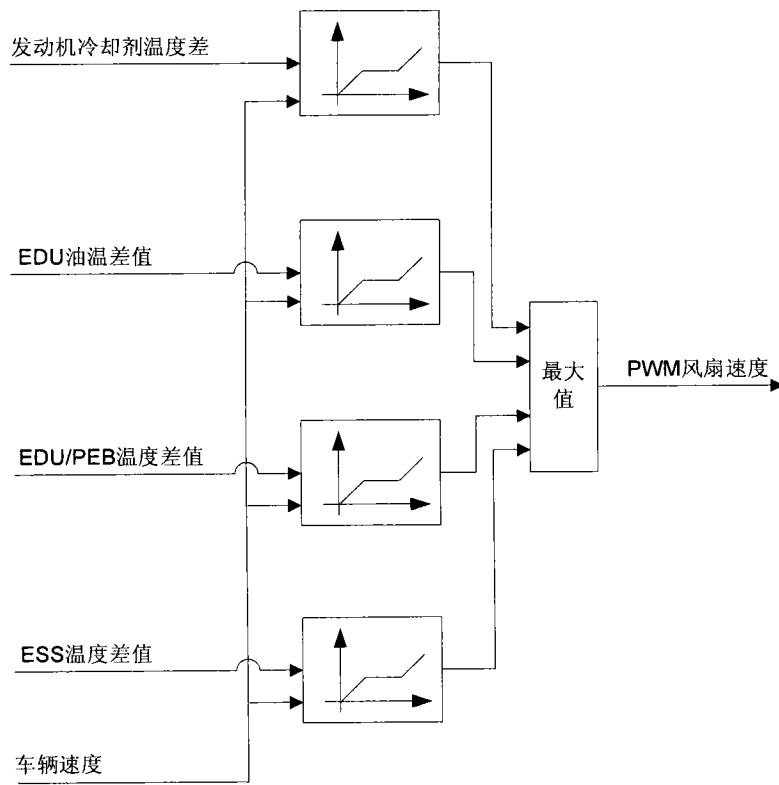 发动机冷却剂温度差
EDU油温差值
EDU/PEB温度差值
ESS温度差值
车辆速度
最大
值
PWM风扇速度